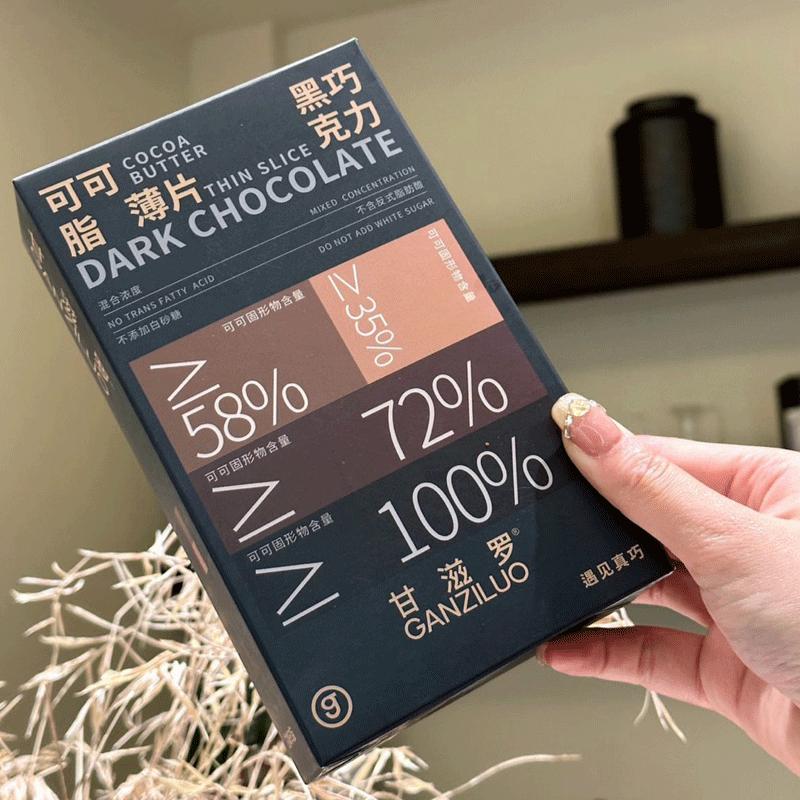 可可
脂
COCOA
BUTTER
薄片
THIN SLICE
黑巧
克力
DARK CHOCOLATE
混合浓度
MIXED CONCENTRATION
NO TRANS FATTY ACID
不含反式脂肪酸
不添加白砂糖
DO NOT ADD WHITE SUGAR
可可固形物含量
≥
58%
可可固形物含量
≥
35%
可可固形物含量
≥
72%
可可固形物含量
≥
100%
甘滋罗®
GANZILUO
遇见真巧
g